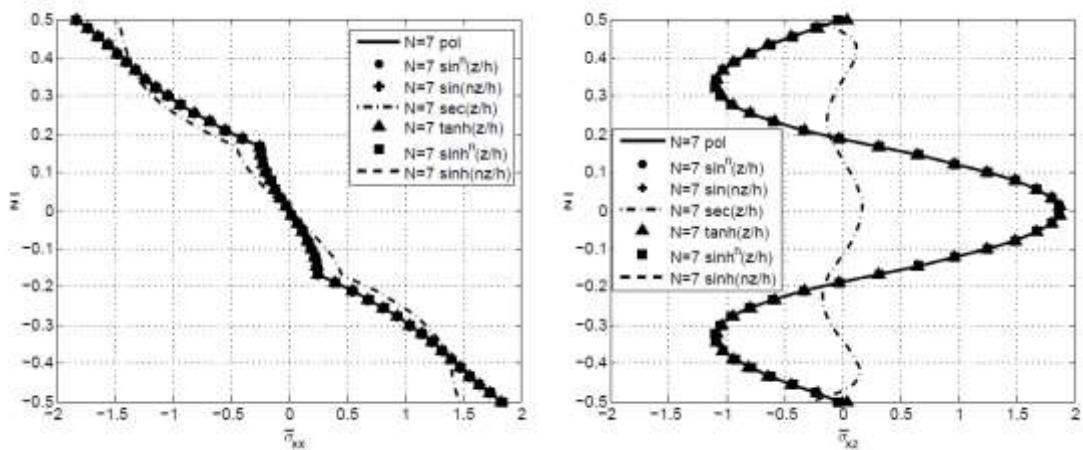 0.5
0.4
0.3
0.2
0.1
0
−0.1
−0.2
−0.3
−0.4
−0.5
z̄
−2 −1.5 −1 −0.5 0 0.5 1 1.5 2
σ̄xx
N=7 pol
N=7 sinⁿ(z/h)
N=7 sin(nz/h)
N=7 sec(z/h)
N=7 tanh(z/h)
N=7 sinhⁿ(z/h)
N=7 sinh(nz/h)
0.5
0.4
0.3
0.2
0.1
0
−0.1
−0.2
−0.3
−0.4
−0.5
z̄
−2 −1.5 −1 −0.5 0 0.5 1 1.5 2
σ̄xz
N=7 pol
N=7 sinⁿ(z/h)
N=7 sin(nz/h)
N=7 sec(z/h)
N=7 tanh(z/h)
N=7 sinhⁿ(z/h)
N=7 sinh(nz/h)